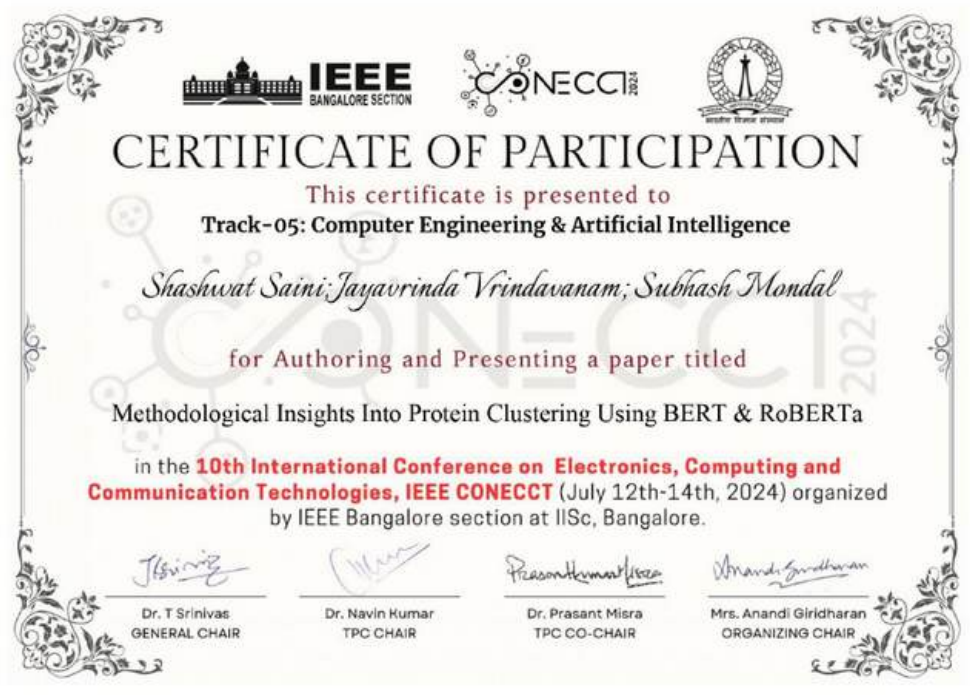 IEEE
BANGALORE SECTION
CONECCT 2024
भारतीय विज्ञान संस्थान
CERTIFICATE OF PARTICIPATION
This certificate is presented to
Track-05: Computer Engineering & Artificial Intelligence
Shashwat Saini; Jayavrinda Vrindavanam; Subhash Mondal
for Authoring and Presenting a paper titled
CONECCT 2024
Methodological Insights Into Protein Clustering Using BERT & RoBERTa
in the 10th International Conference on Electronics, Computing and
Communication Technologies, IEEE CONECCT (July 12th-14th, 2024) organized
by IEEE Bangalore section at IISc, Bangalore.
Dr. T Srinivas
GENERAL CHAIR
Dr. Navin Kumar
TPC CHAIR
Dr. Prasant Misra
TPC CO-CHAIR
Mrs. Anandi Giridharan
ORGANIZING CHAIR